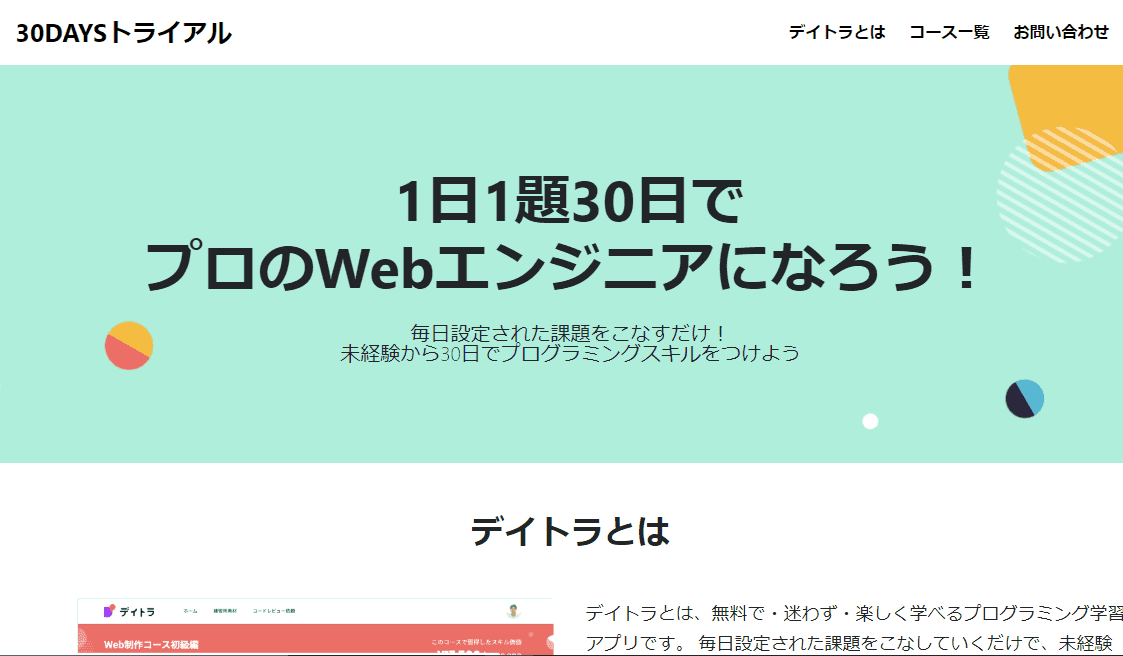 30DAYSトライアル
デイトラとは コース一覧 お問い合わせ
1日1題30日で
プロのWebエンジニアになろう！
毎日設定された課題をこなすだけ！
未経験から30日でプログラミングスキルをつけよう
デイトラとは
デイトラ ホーム 練習用素材 コードレビュー依頼
Web制作コース初級編
このコースで獲得したスキル価値
デイトラとは、無料で・迷わず・楽しく学べるプログラミング学習
アプリです。 毎日設定された課題をこなしていくだけで、未経験